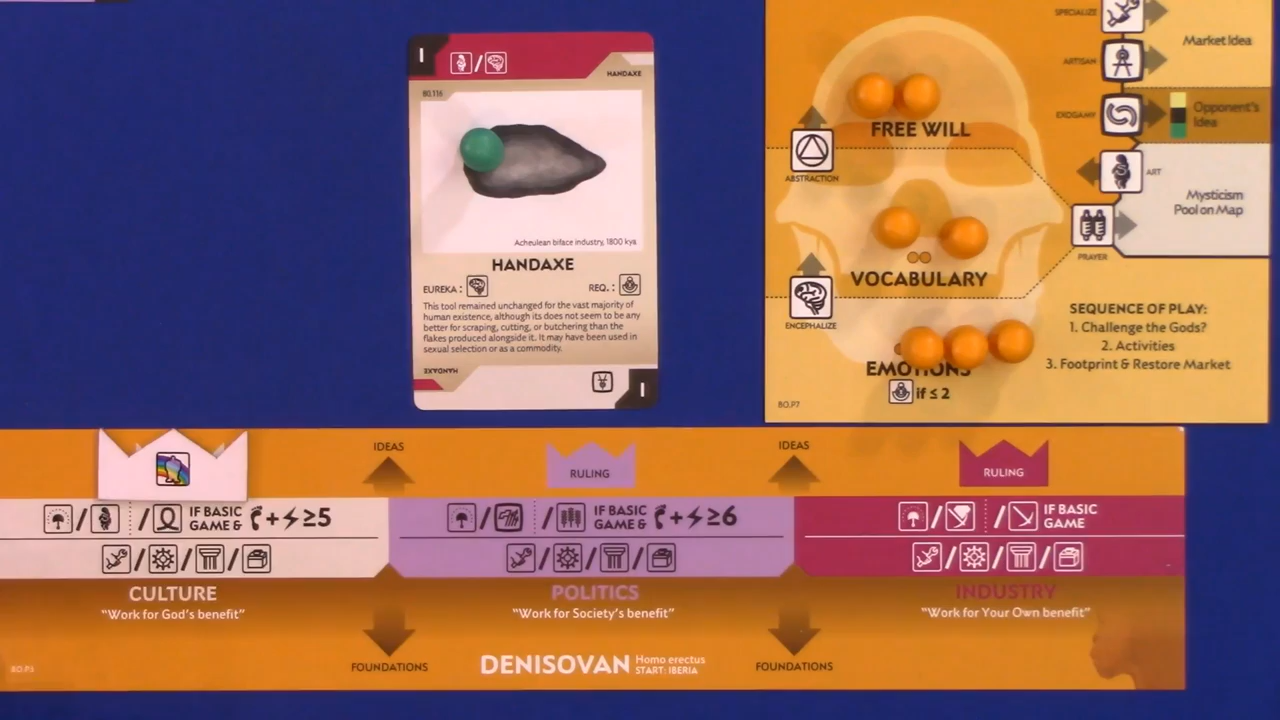 I
HANDAXE
80.116
Acheulean biface industry, 1800 kya
HANDAXE
EUREKA :
REQ. :
This tool remained unchanged for the vast majority of
human existence, although its does not seem to be any
better for scraping, cutting, or butchering than the
flakes produced alongside it. It may have been used in
sexual selection or as a commodity.
HANDAXE
I
SPECIALIZE
Market Idea
ARTISAN
EXOGAMY
Opponent's
Idea
FREE WILL
ABSTRACTION
ART
Mysticism
Pool on Map
PRAYER
VOCABULARY
ENCEPHALIZE
SEQUENCE OF PLAY:
1. Challenge the Gods?
2. Activities
3. Footprint & Restore Market
EMOTIONS
if ≤ 2
80.P7
IDEAS
RULING
IDEAS
RULING
/ / IF BASIC GAME & + ≥5
/ / IF BASIC GAME & + ≥6
/ / IF BASIC GAME
/ / /
/ / /
/ / /
CULTURE
"Work for God's benefit"
POLITICS
"Work for Society's benefit"
INDUSTRY
"Work for Your Own benefit"
80.P3
FOUNDATIONS
DENISOVAN Homo erectus
START: IBERIA
FOUNDATIONS